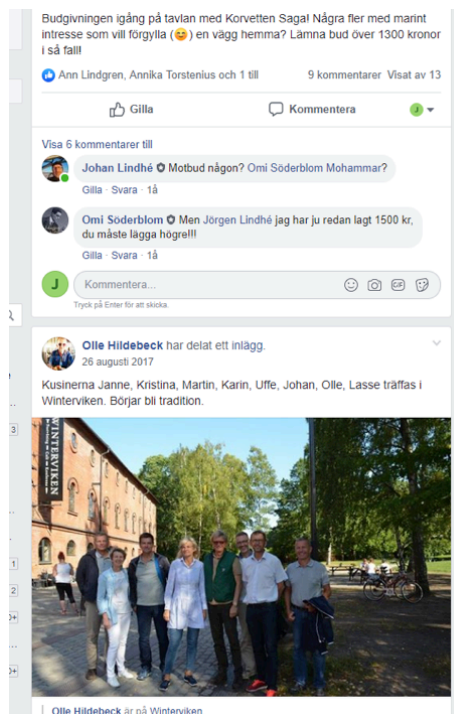 Budgivningen igång på tavlan med Korvetten Saga! Några fler med marint
intresse som vill förgylla (😊) en vägg hemma? Lämna bud över 1300 kronor
i så fall!
Ann Lindgren, Annika Torstenius och 1 till 9 kommentarer Visat av 13
Gilla Kommentera J
Visa 6 kommentarer till
Johan Lindhé Motbud någon? Omi Söderblom Mohammar?
Gilla · Svara · 1å
Omi Söderblom Men Jörgen Lindhé jag har ju redan lagt 1500 kr,
du måste lägga högre!!!
Gilla · Svara · 1å
J Kommentera... GIF
Tryck på Enter för att skicka.
Olle Hildebeck har delat ett inlägg.
26 augusti 2017
Kusinerna Janne, Kristina, Martin, Karin, Uffe, Johan, Olle, Lasse träffas i
Winterviken. Börjar bli tradition.
3
1
2
WINTERVIKEN
Olle Hildebeck är på Winterviken